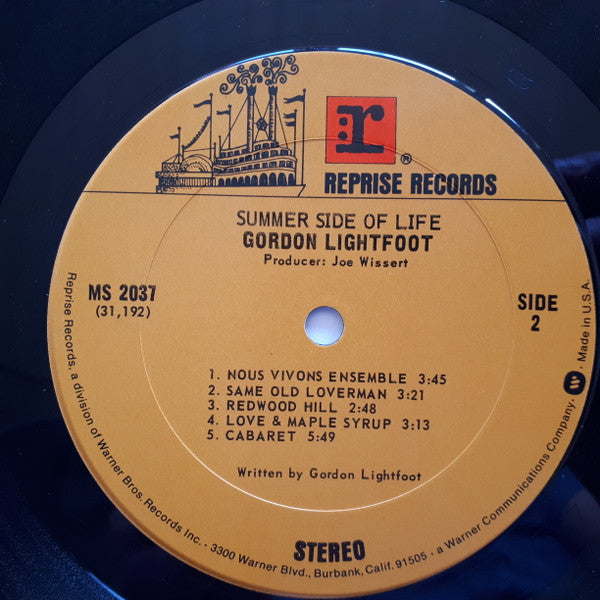 r
®
REPRISE RECORDS
SUMMER SIDE OF LIFE
GORDON LIGHTFOOT
Producer: Joe Wissert
MS 2037
(31,192)
SIDE
2
1. NOUS VIVONS ENSEMBLE 3:45
2. SAME OLD LOVERMAN 3:21
3. REDWOOD HILL 2:48
4. LOVE & MAPLE SYRUP 3:13
5. CABARET 5:49
Written by Gordon Lightfoot
STEREO
Reprise Records, a division of Warner Bros. Records Inc. · 3300 Warner Blvd., Burbank, Calif. 91505 · a Warner Communications Company · W · Made in U.S.A.